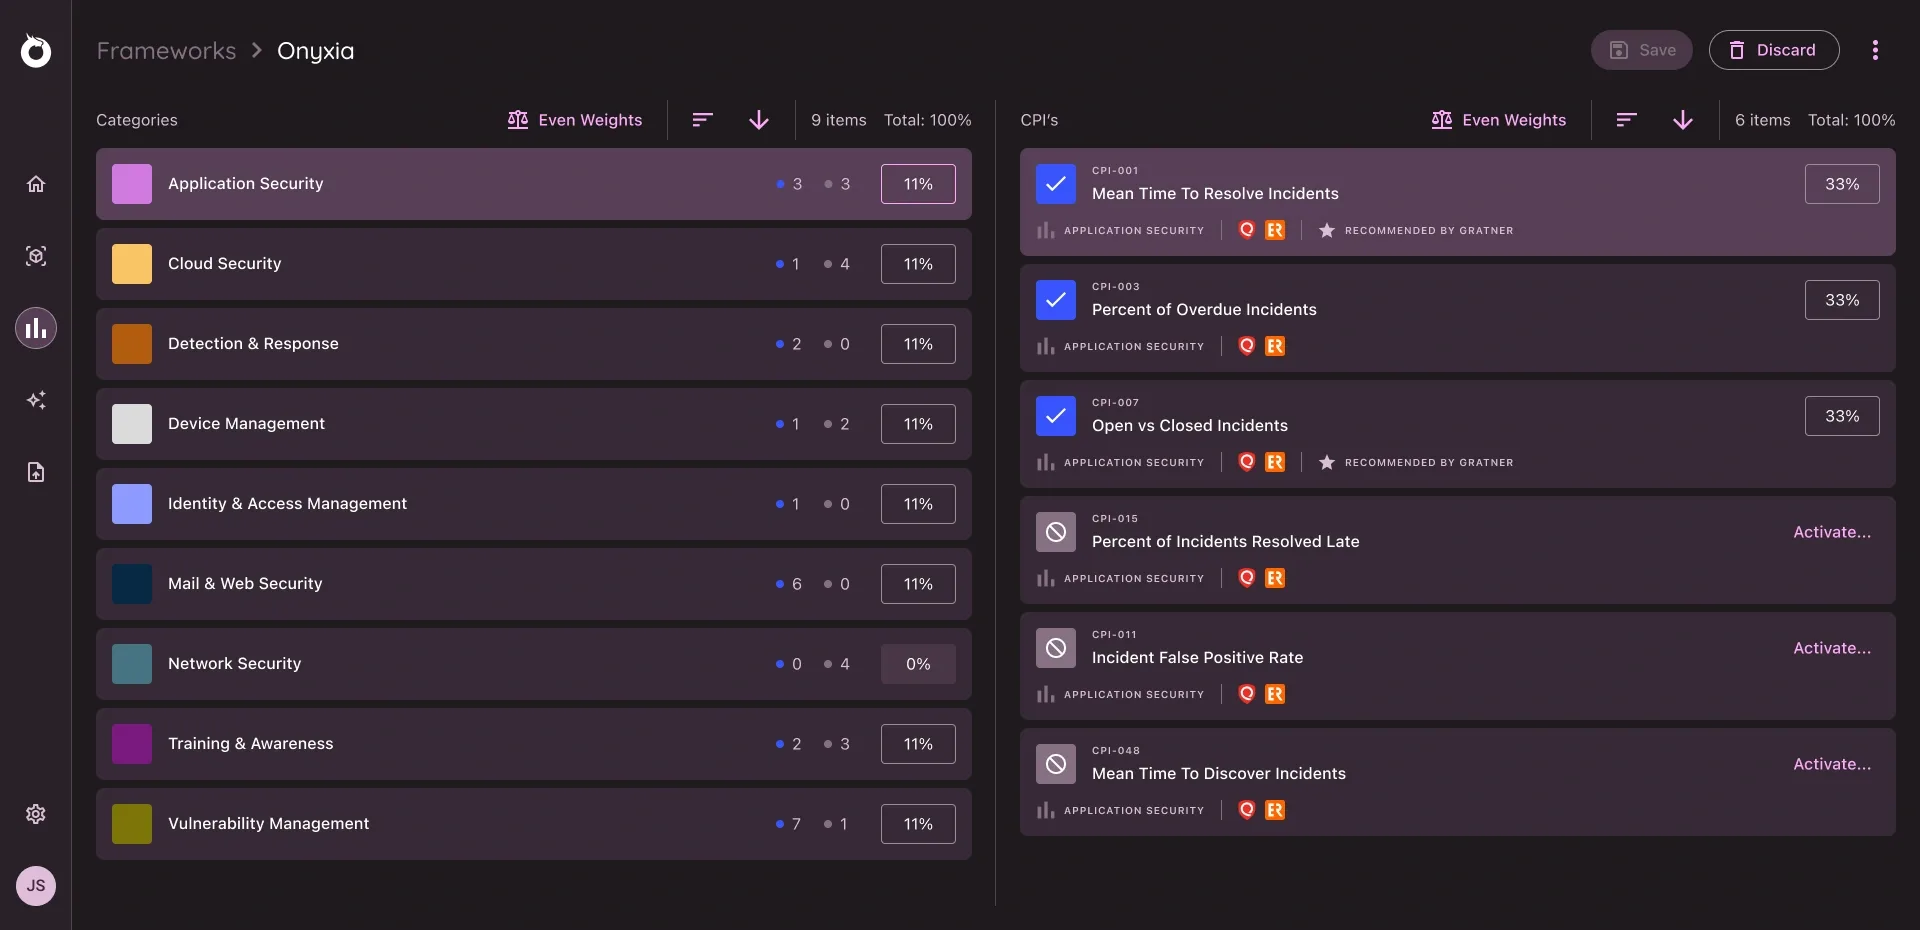 Frameworks > Onyxia
Save
Discard
Categories
Even Weights
9 items
Total: 100%
Application Security
3
3
11%
Cloud Security
1
4
11%
Detection & Response
2
0
11%
Device Management
1
2
11%
Identity & Access Management
1
0
11%
Mail & Web Security
6
0
11%
Network Security
0
4
0%
Training & Awareness
2
3
11%
Vulnerability Management
7
1
11%
CPI's
Even Weights
6 items
Total: 100%
CPI-001
Mean Time To Resolve Incidents
33%
APPLICATION SECURITY
ER
RECOMMENDED BY GRATNER
CPI-003
Percent of Overdue Incidents
33%
APPLICATION SECURITY
ER
CPI-007
Open vs Closed Incidents
33%
APPLICATION SECURITY
ER
RECOMMENDED BY GRATNER
CPI-015
Percent of Incidents Resolved Late
Activate...
APPLICATION SECURITY
ER
CPI-011
Incident False Positive Rate
Activate...
APPLICATION SECURITY
ER
CPI-048
Mean Time To Discover Incidents
Activate...
APPLICATION SECURITY
ER
JS